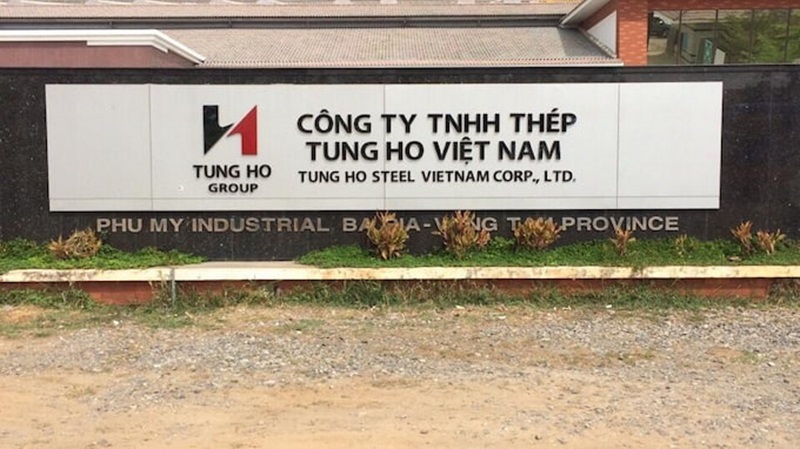 TUNG HO
GROUP
CÔNG TY TNHH THÉP
TUNG HO VIỆT NAM
TUNG HO STEEL VIETNAM CORP., LTD.
PHU MY INDUSTRIAL PROVINCE